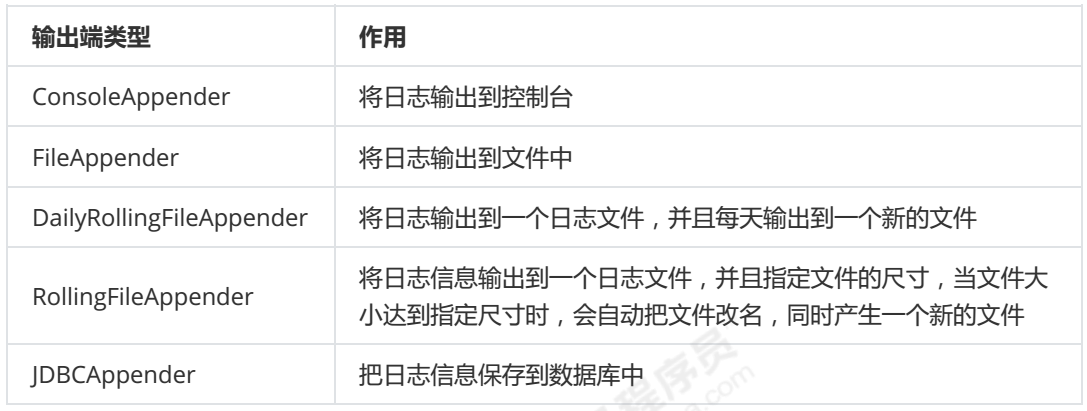 输出端类型 作用
ConsoleAppender 将日志输出到控制台
FileAppender 将日志输出到文件中
DailyRollingFileAppender 将日志输出到一个日志文件，并且每天输出到一个新的文件
RollingFileAppender 将日志信息输出到一个日志文件，并且指定文件的尺寸，当文件大
小达到指定尺寸时，会自动把文件改名，同时产生一个新的文件
JDBCAppender 把日志信息保存到数据库中
程序员
.com